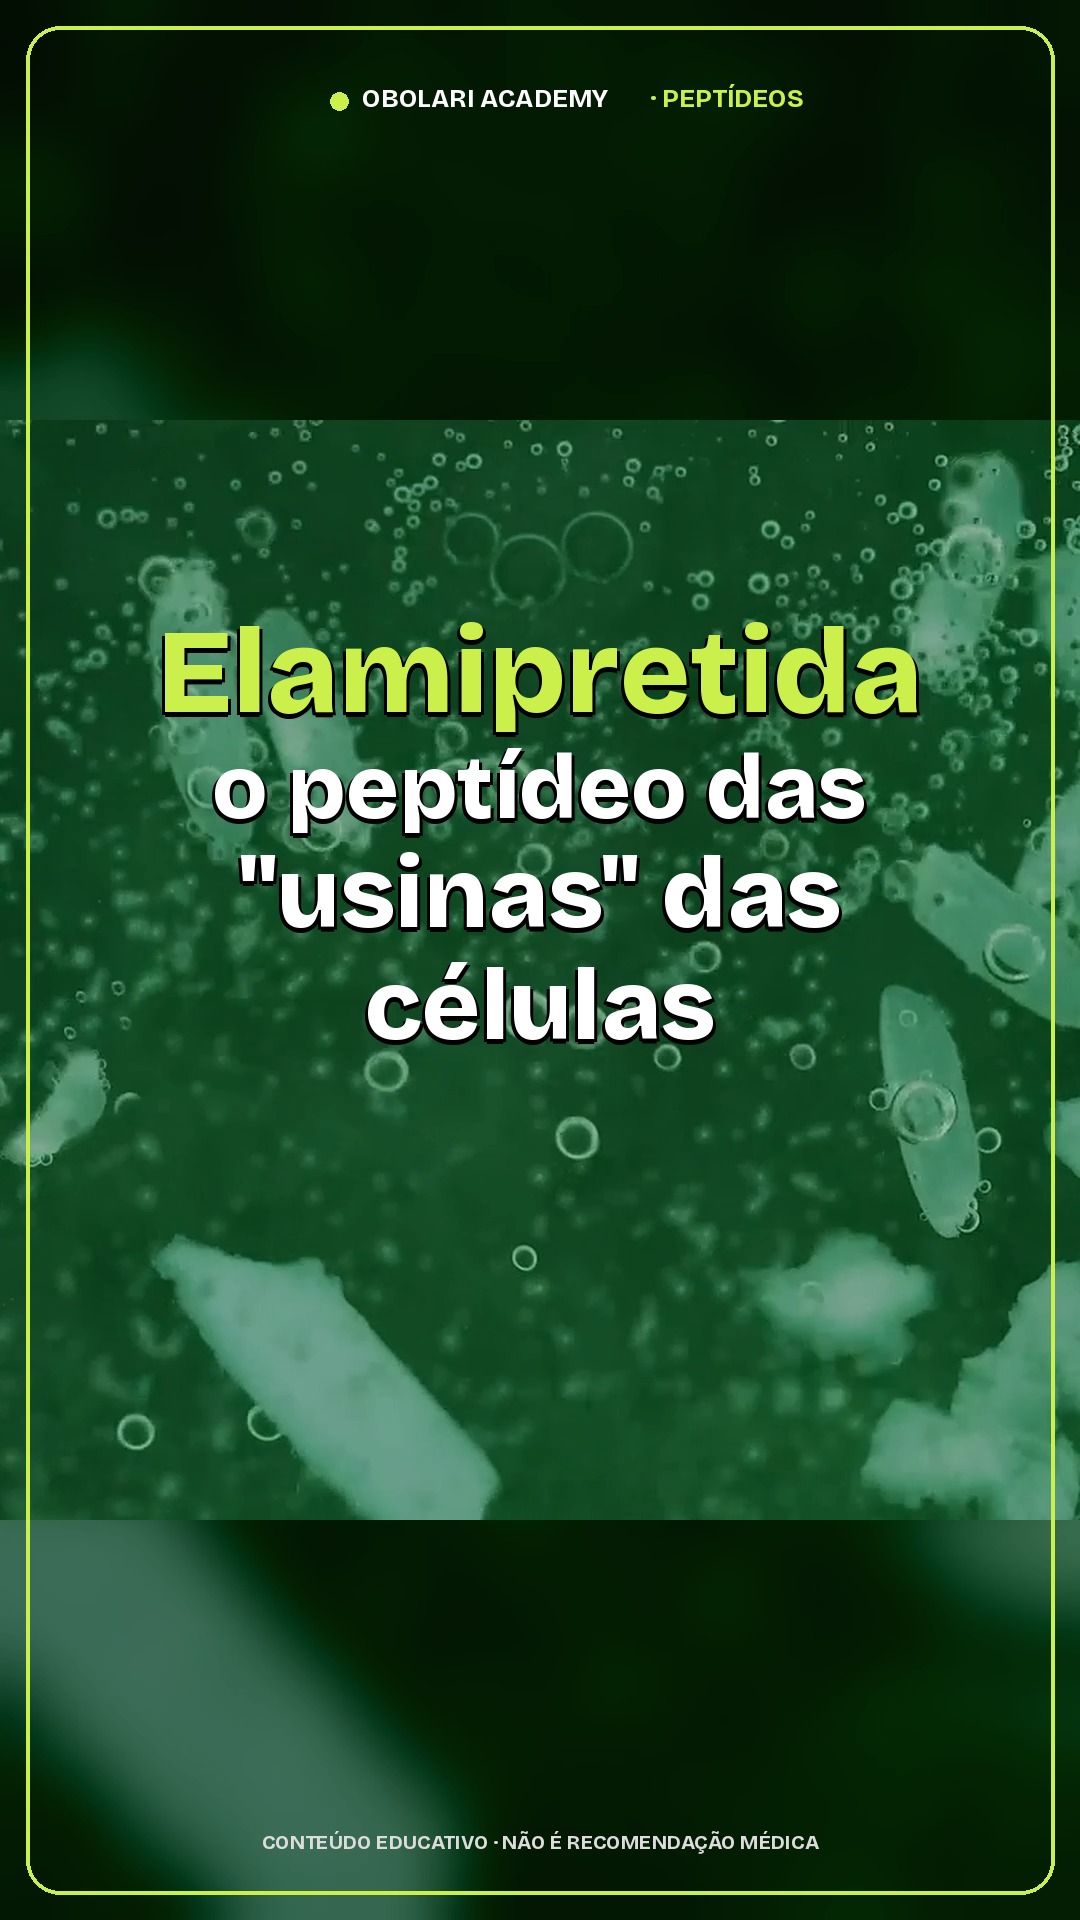 OBOLARI ACADEMY · PEPTÍDEOS
Elamipretida
o peptídeo das
"usinas" das
células
CONTEÚDO EDUCATIVO · NÃO É RECOMENDAÇÃO MÉDICA